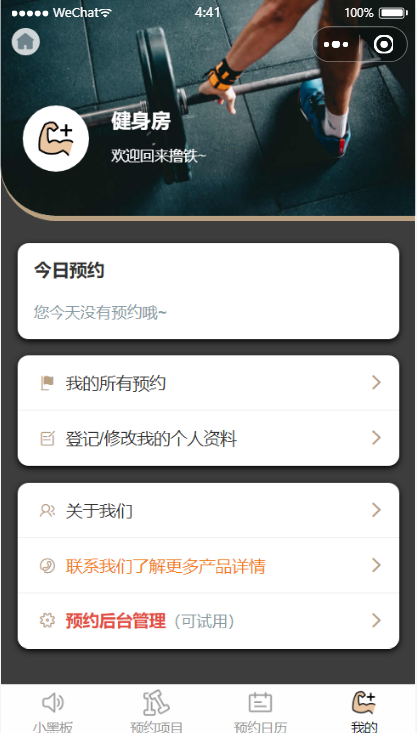 WeChat 4:41 100%
健身房
欢迎回来撸铁~
今日预约
您今天没有预约哦~
我的所有预约
登记/修改我的个人资料
关于我们
联系我们了解更多产品详情
预约后台管理（可试用）
小黑板 预约项目 预约日历 我的